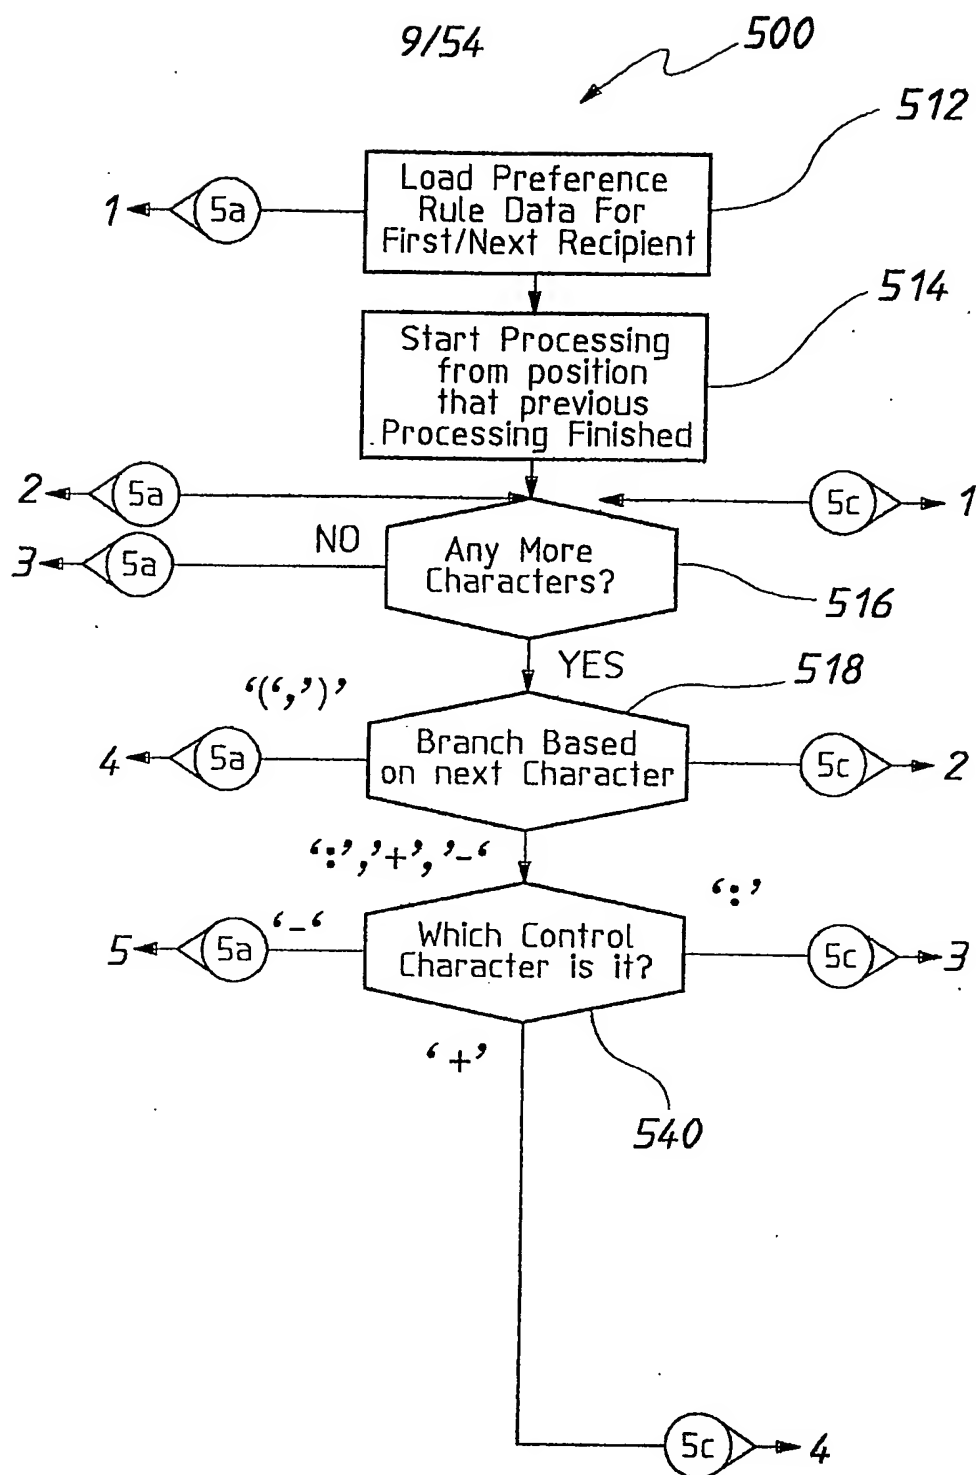 9/54
500
512
Load Preference
Rule Data For
First/Next Recipient
1
5a
514
Start Processing
from position
that previous
Processing Finished
2
5a
5c
1
NO
3
5a
Any More
Characters?
516
YES
518
‘(‘,’)’
4
5a
Branch Based
on next Character
5c
2
‘:’,’+’,’-‘
‘:’
5
5a
‘-‘
Which Control
Character is it?
5c
3
‘+’
540
5c
4